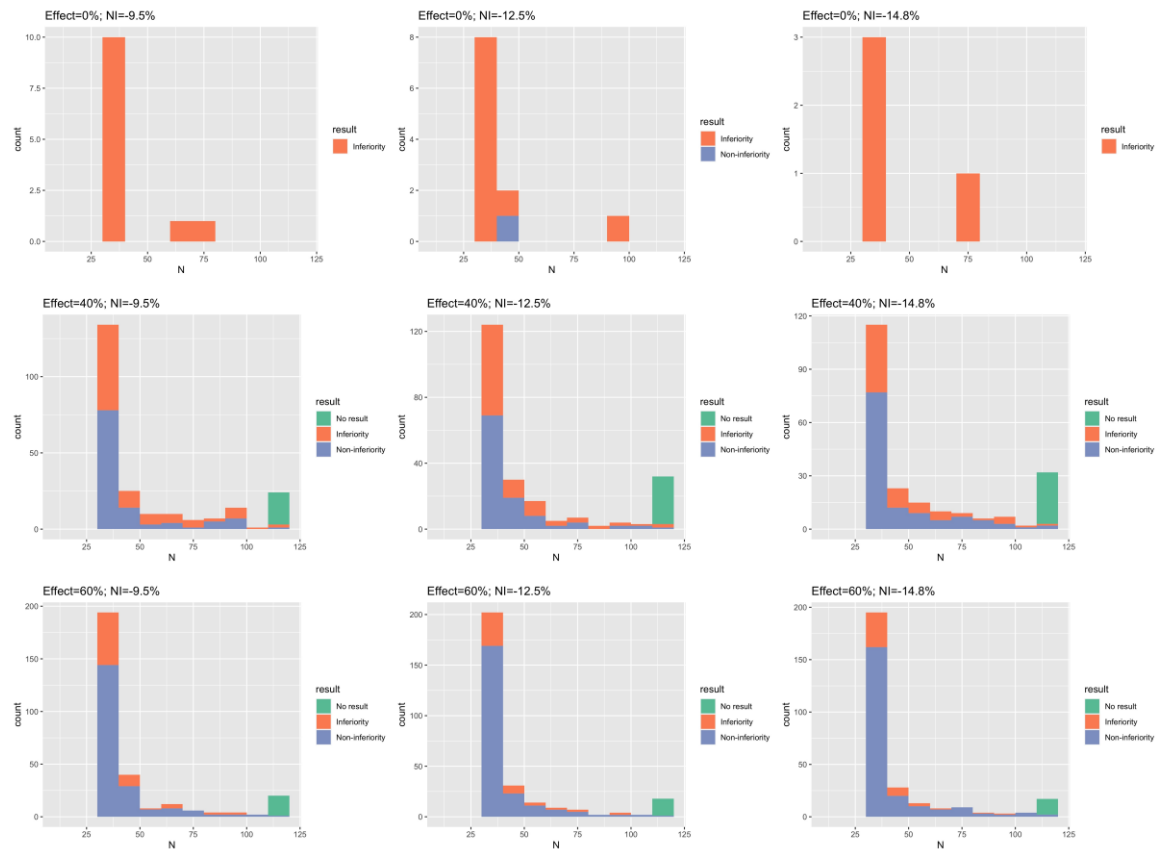 Effect=0%; NI=-9.5%
10.0
7.5
5.0
2.5
0.0
count
25 50 75 100 125
N
result
Inferiority
Effect=0%; NI=-12.5%
8
6
4
2
0
count
25 50 75 100 125
N
result
Inferiority
Non-inferiority
Effect=0%; NI=-14.8%
3
2
1
0
count
25 50 75 100 125
N
result
Inferiority
Effect=40%; NI=-9.5%
100
50
0
count
25 50 75 100 125
N
result
No result
Inferiority
Non-inferiority
Effect=40%; NI=-12.5%
120
80
40
0
count
25 50 75 100 125
N
result
No result
Inferiority
Non-inferiority
Effect=40%; NI=-14.8%
120
90
60
30
0
count
25 50 75 100 125
N
result
No result
Inferiority
Non-inferiority
Effect=60%; NI=-9.5%
200
150
100
50
0
count
25 50 75 100 125
N
result
No result
Inferiority
Non-inferiority
Effect=60%; NI=-12.5%
200
150
100
50
0
count
25 50 75 100 125
N
result
No result
Inferiority
Non-inferiority
Effect=60%; NI=-14.8%
200
150
100
50
0
count
25 50 75 100 125
N
result
No result
Inferiority
Non-inferiority